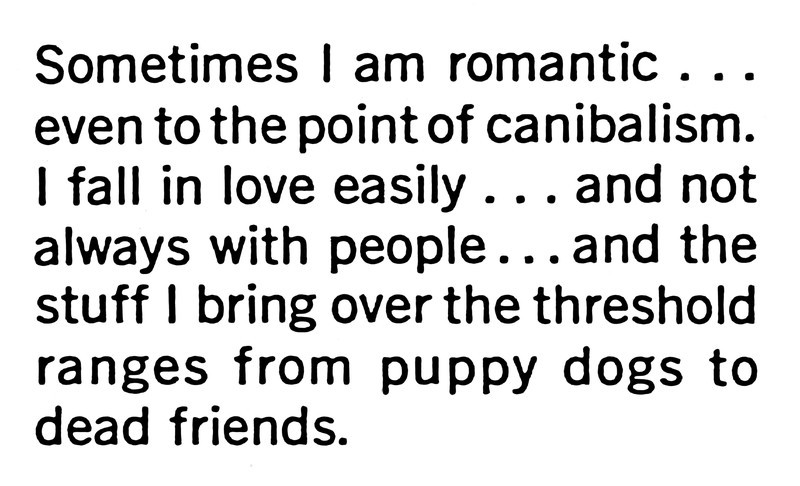 Sometimes I am romantic . . .
even to the point of canibalism.
I fall in love easily . . . and not
always with people . . . and the
stuff I bring over the threshold
ranges from puppy dogs to
dead friends.